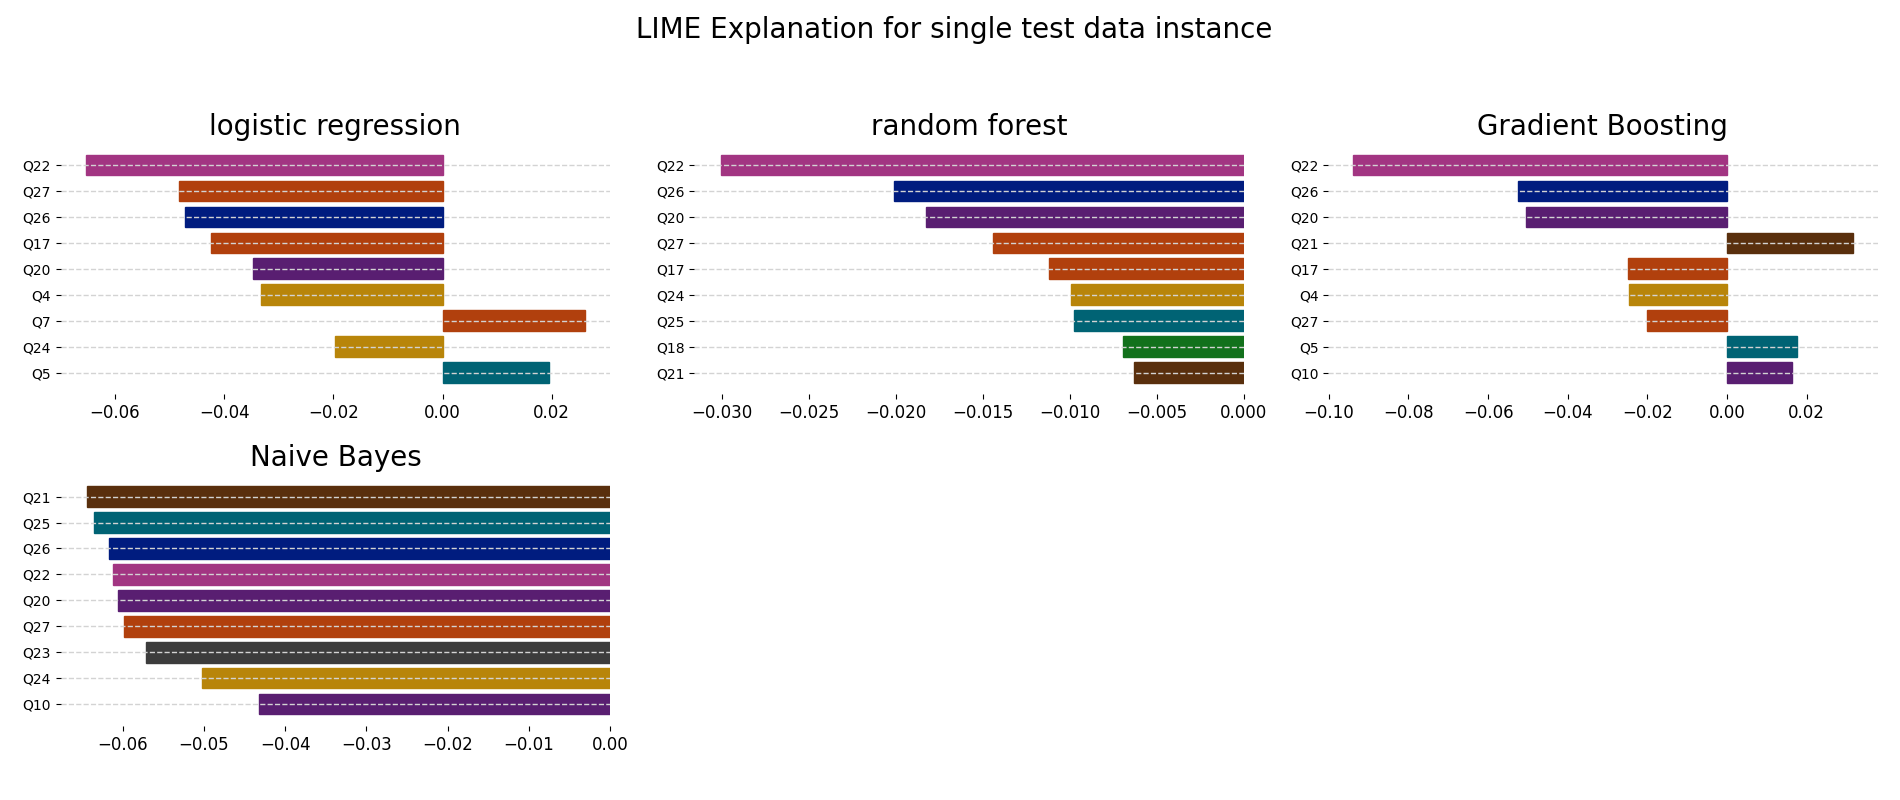 LIME Explanation for single test data instance
logistic regression
Q22
Q27
Q26
Q17
Q20
Q4
Q7
Q24
Q5
−0.06 −0.04 −0.02 0.00 0.02
random forest
Q22
Q26
Q20
Q27
Q17
Q24
Q25
Q18
Q21
−0.030 −0.025 −0.020 −0.015 −0.010 −0.005 0.000
Gradient Boosting
Q22
Q26
Q20
Q21
Q17
Q4
Q27
Q5
Q10
−0.10 −0.08 −0.06 −0.04 −0.02 0.00 0.02
Naive Bayes
Q21
Q25
Q26
Q22
Q20
Q27
Q23
Q24
Q10
−0.06 −0.05 −0.04 −0.03 −0.02 −0.01 0.00